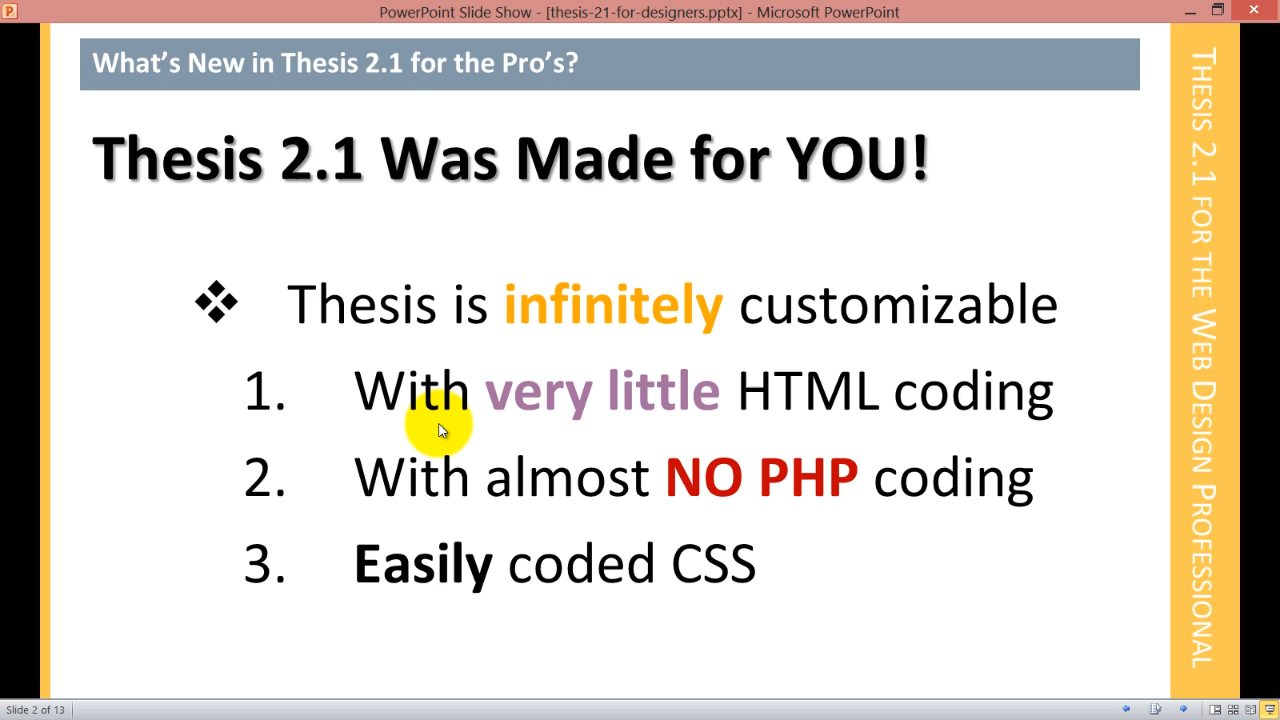 PowerPoint Slide Show - [thesis-21-for-designers.pptx] - Microsoft PowerPoint
What's New in Thesis 2.1 for the Pro's?
Thesis 2.1 Was Made for YOU!
❖ Thesis is infinitely customizable
1. With very little HTML coding
2. With almost NO PHP coding
3. Easily coded CSS
THESIS 2.1 FOR THE WEB DESIGN PROFESSIONAL
Slide 2 of 13